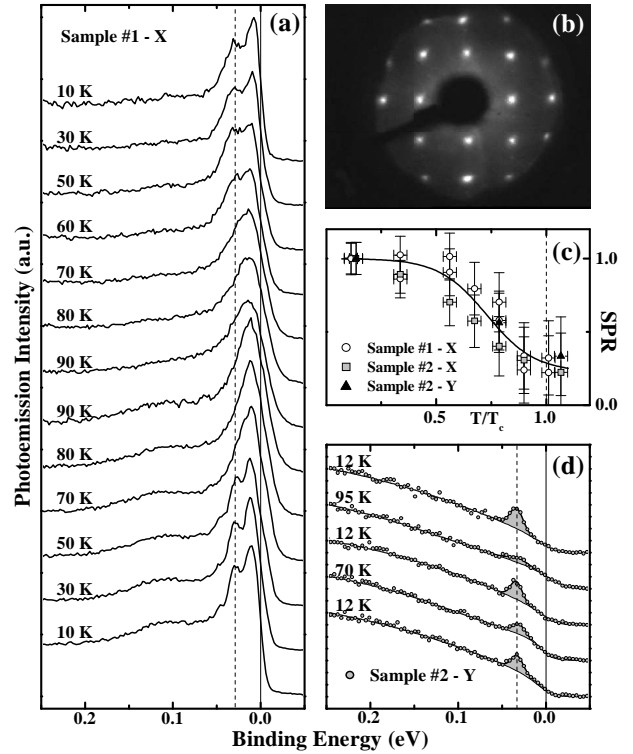 (a)
Sample #1 - X
10 K
30 K
50 K
60 K
70 K
80 K
90 K
90 K
80 K
70 K
50 K
30 K
10 K
Photoemission Intensity (a.u.)
0.2 0.1 0.0
(b)
(c)
1.0
SPR
0.0
Sample #1 - X
Sample #2 - X
Sample #2 - Y
0.5 T/Tc 1.0
(d)
12 K
95 K
12 K
70 K
12 K
Sample #2 - Y
0.2 0.1 0.0
Binding Energy (eV)